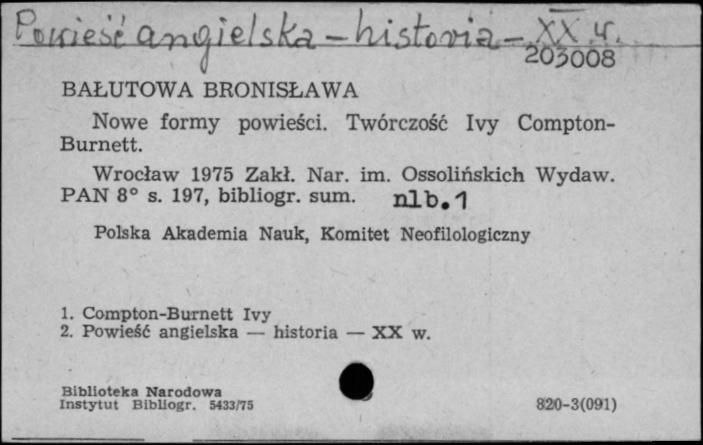 Powieść angielska – historia – XX w.
203008
BAŁUTOWA BRONISŁAWA
Nowe formy powieści. Twórczość Ivy Compton-
Burnett.
Wrocław 1975 Zakł. Nar. im. Ossolińskich Wydaw.
PAN 8° s. 197, bibliogr. sum. nlb.1
Polska Akademia Nauk, Komitet Neofilologiczny
1. Compton-Burnett Ivy
2. Powieść angielska — historia — XX w.
Biblioteka Narodowa
Instytut Bibliogr. 5433/75 820-3(091)